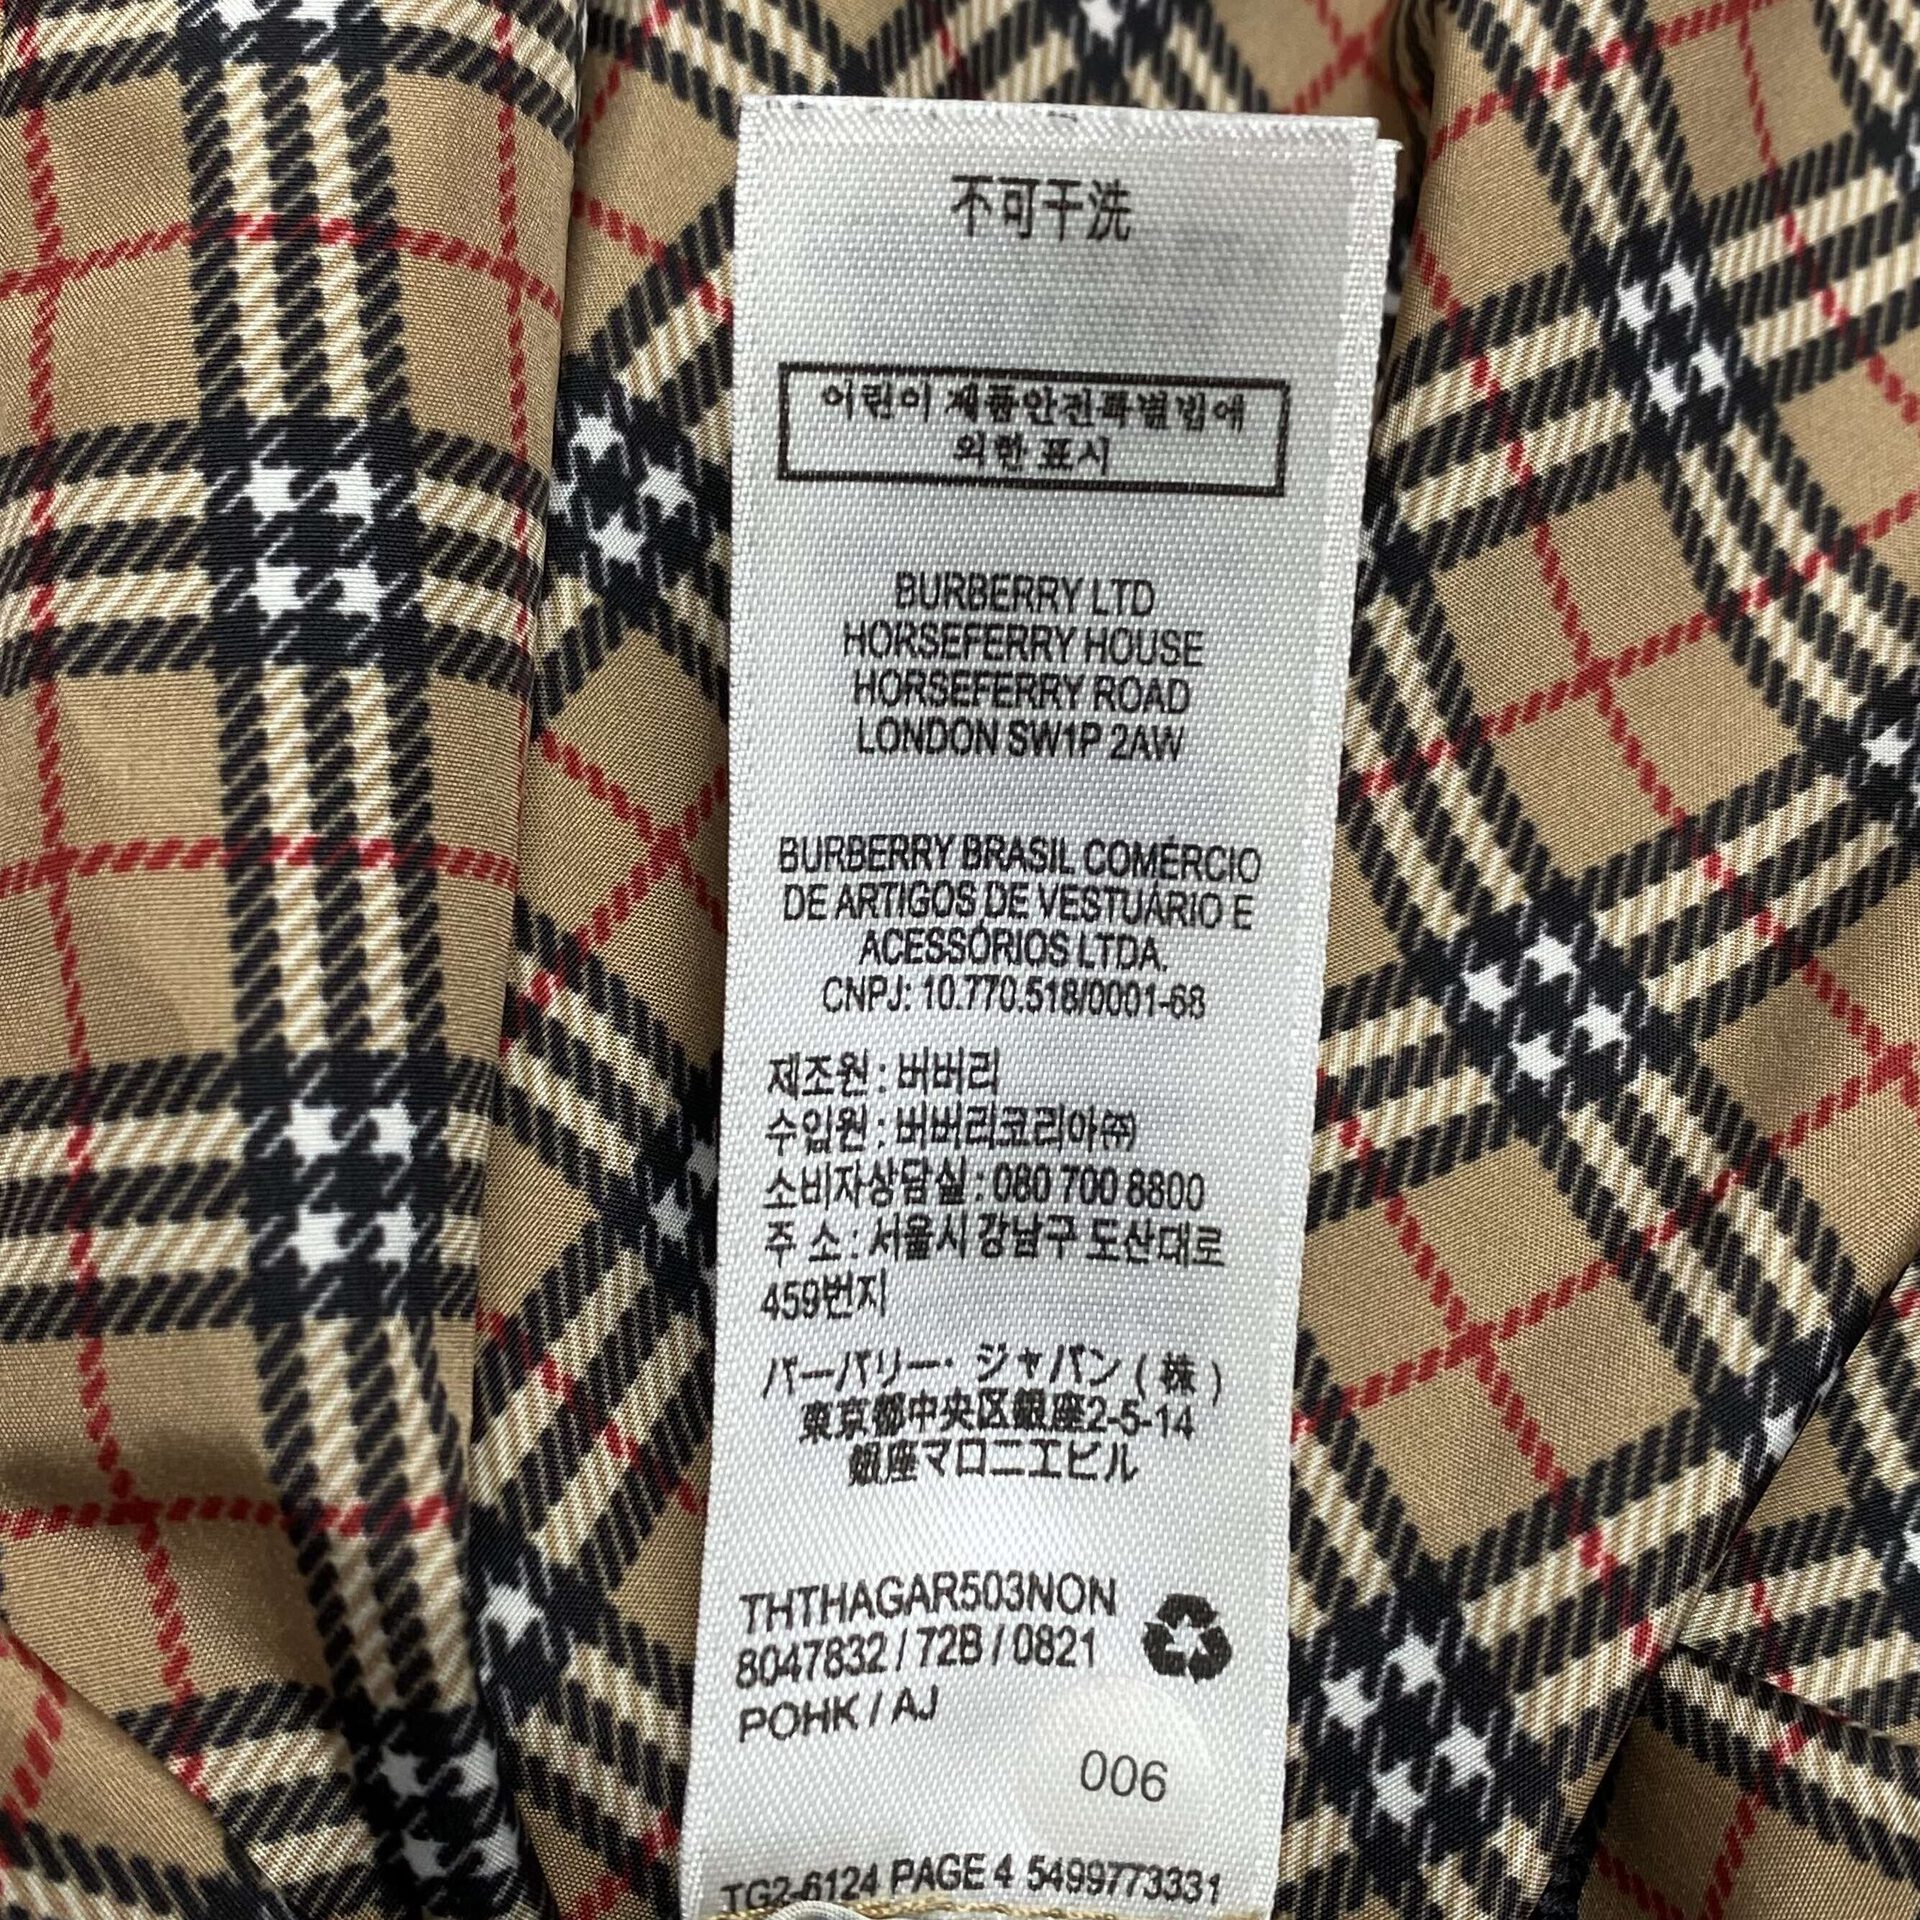 不可干洗
어린이 제품안전특별법에
의한 표시
BURBERRY LTD
HORSEFERRY HOUSE
HORSEFERRY ROAD
LONDON SW1P 2AW
BURBERRY BRASIL COMÉRCIO
DE ARTIGOS DE VESTUÁRIO E
ACESSÓRIOS LTDA.
CNPJ: 10.770.518/0001-68
제조원 : 버버리
수입원 : 버버리코리아㈜
소비자상담실 : 080 700 8800
주 소 : 서울시 강남구 도산대로
459번지
バーバリー・ジャパン ( 株 )
東京都中央区銀座2-5-14
銀座マロニエビル
THTHAGAR503NON
8047832 / 72B / 0821
POHK / AJ
006
TG2-6124 PAGE 4 5499773331